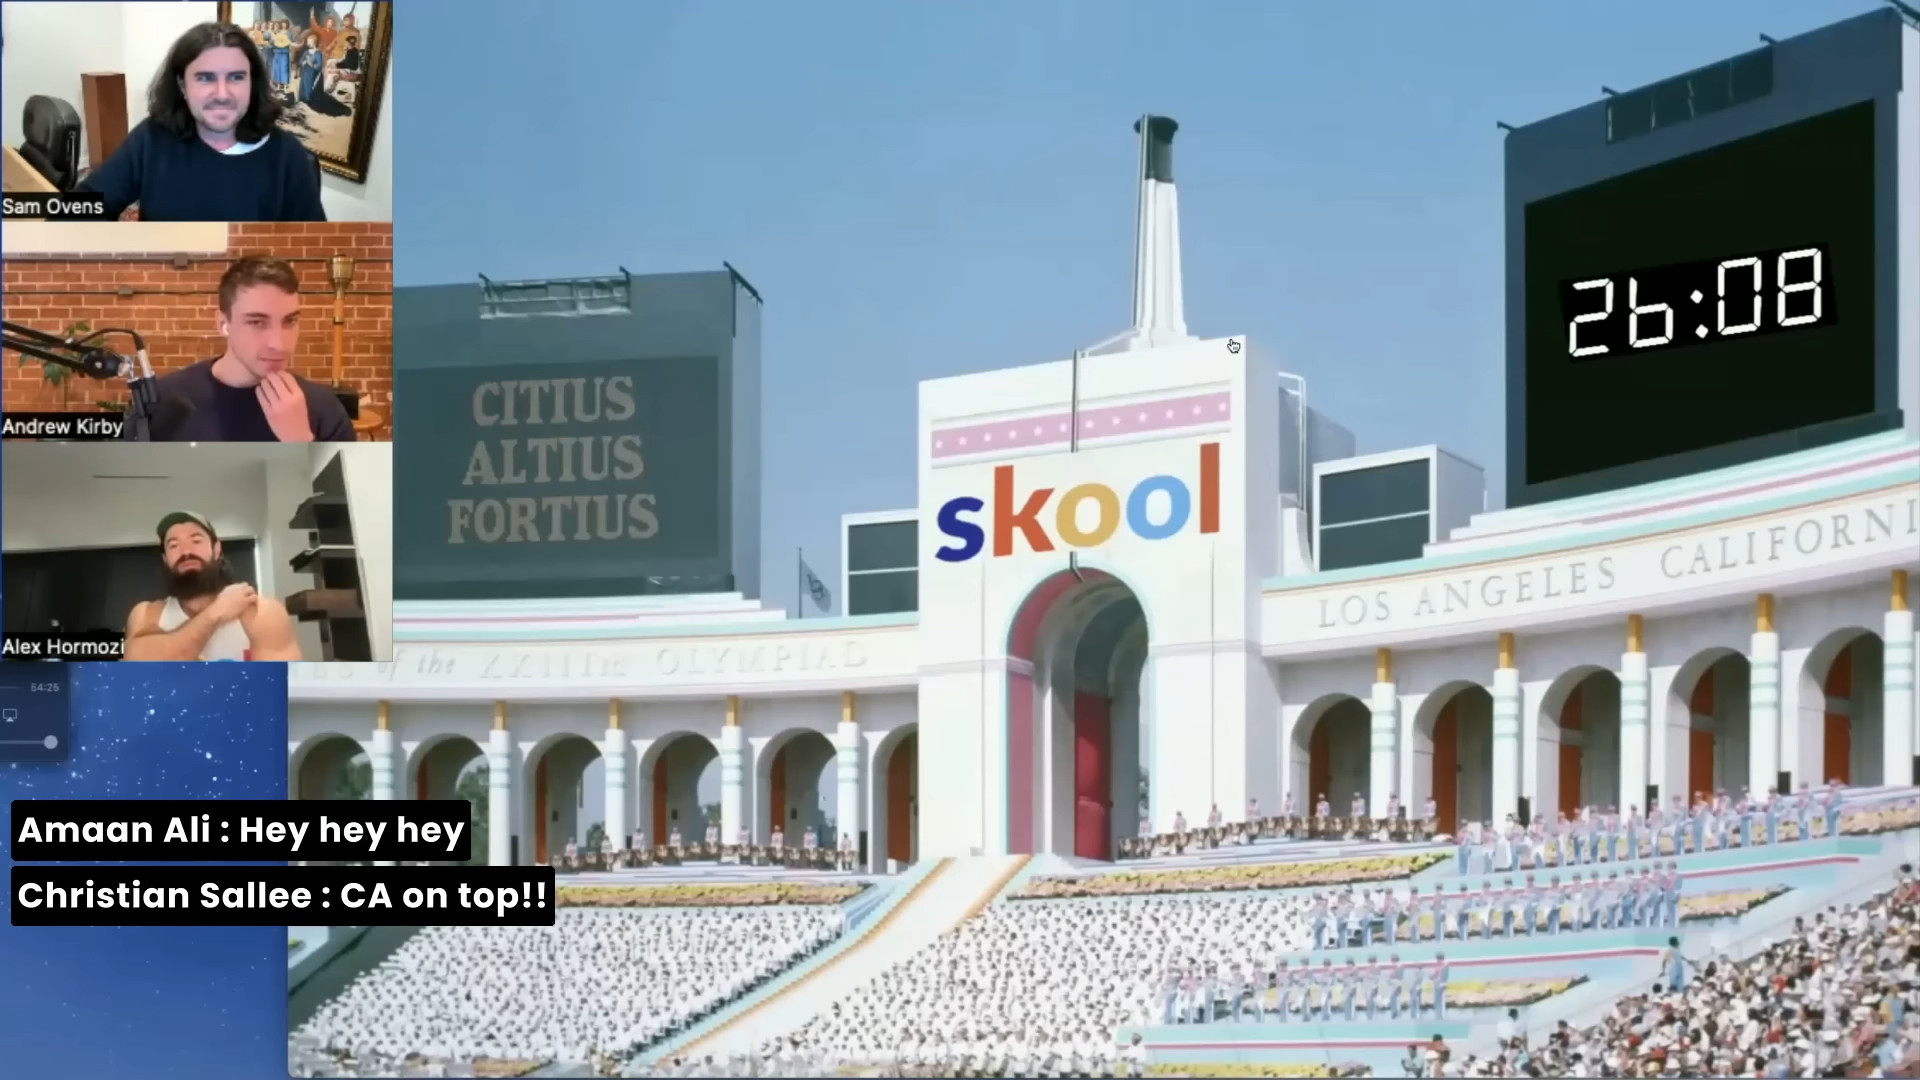 Sam Ovens
Andrew Kirby
Alex Hormozi
54:25
CITIUS
ALTIUS
FORTIUS
skool
26:08
LOS ANGELES CALIFORNI
of the XXIII OLYMPIAD
Amaan Ali : Hey hey hey
Christian Sallee : CA on top!!